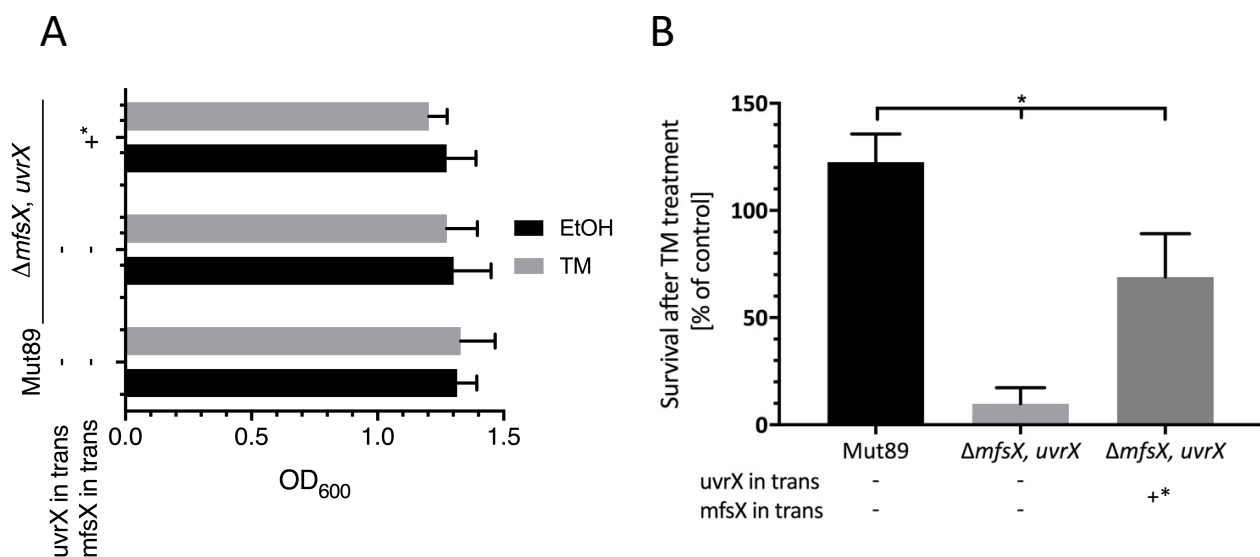 A
Mut89
ΔmfsX, uvrX
uvrX in trans
- -
mfsX in trans
- - +*
0.0 0.5 1.0 1.5
OD600
EtOH
TM
B
Survival after TM treatment
[% of control]
150
100
50
0
*
Mut89 ΔmfsX, uvrX ΔmfsX, uvrX
uvrX in trans - -
+*
mfsX in trans - -